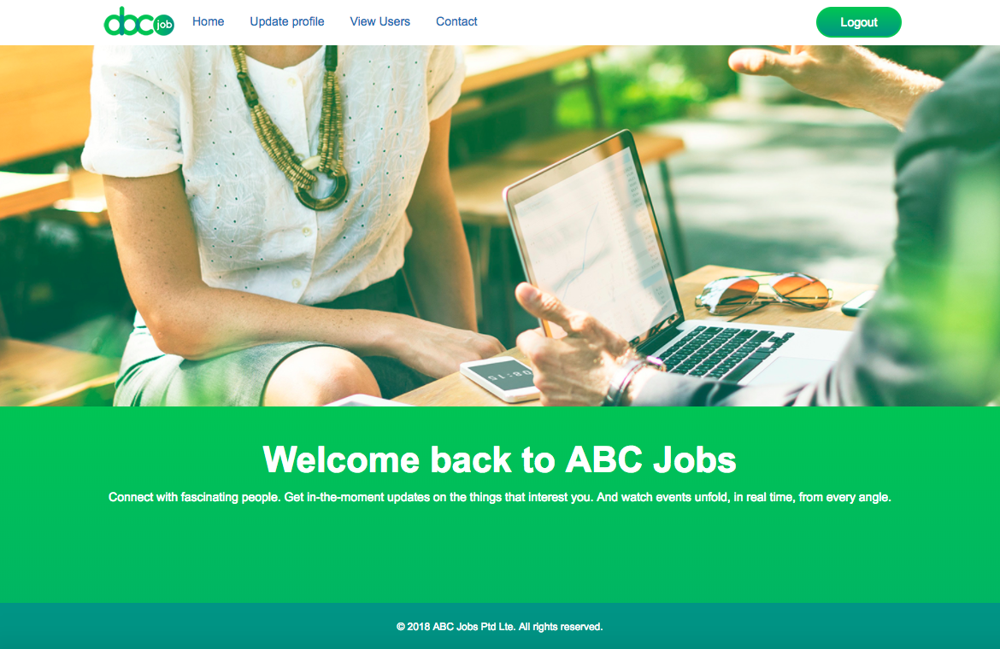 abc job
Home Update profile View Users Contact
Logout
08:15
Welcome back to ABC Jobs
Connect with fascinating people. Get in-the-moment updates on the things that interest you. And watch events unfold, in real time, from every angle.
© 2018 ABC Jobs Ptd Lte. All rights reserved.